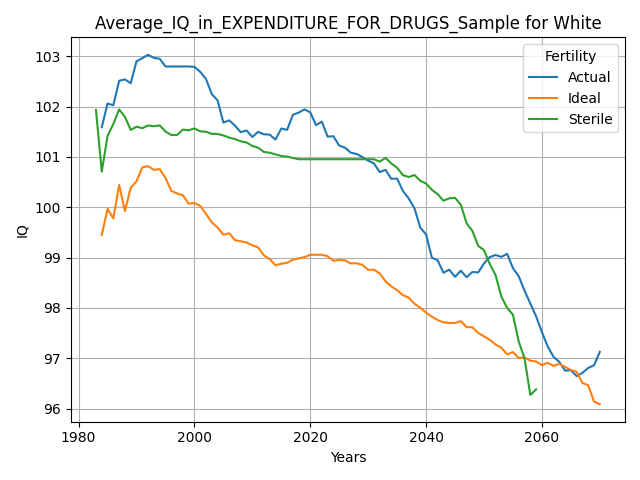 Average_IQ_in_EXPENDITURE_FOR_DRUGS_Sample for White
Fertility
Actual
Ideal
Sterile
IQ
103
102
101
100
99
98
97
96
1980
2000
2020
2040
2060
Years